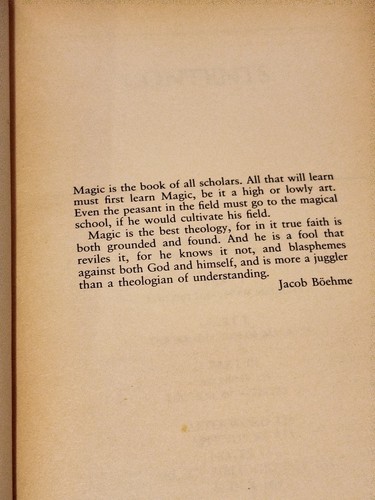 Magic is the book of all scholars. All that will learn
must first learn Magic, be it a high or lowly art.
Even the peasant in the field must go to the magical
school, if he would cultivate his field.
Magic is the best theology, for in it true faith is
both grounded and found. And he is a fool that
reviles it, for he knows it not, and blasphemes
against both God and himself, and is more a juggler
than a theologian of understanding.
Jacob Böehme